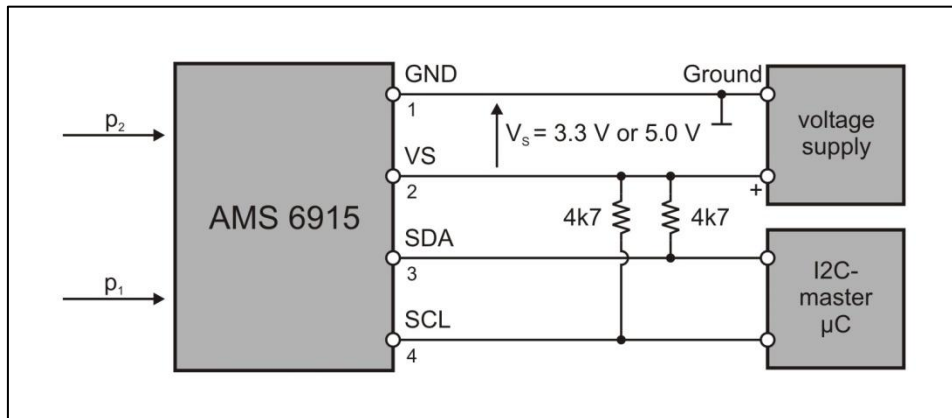 p₂
p₁
AMS 6915
GND
1
VS
2
SDA
3
SCL
4
Vₛ = 3.3 V or 5.0 V
4k7
4k7
Ground
+
voltage
supply
I2C-
master
µC